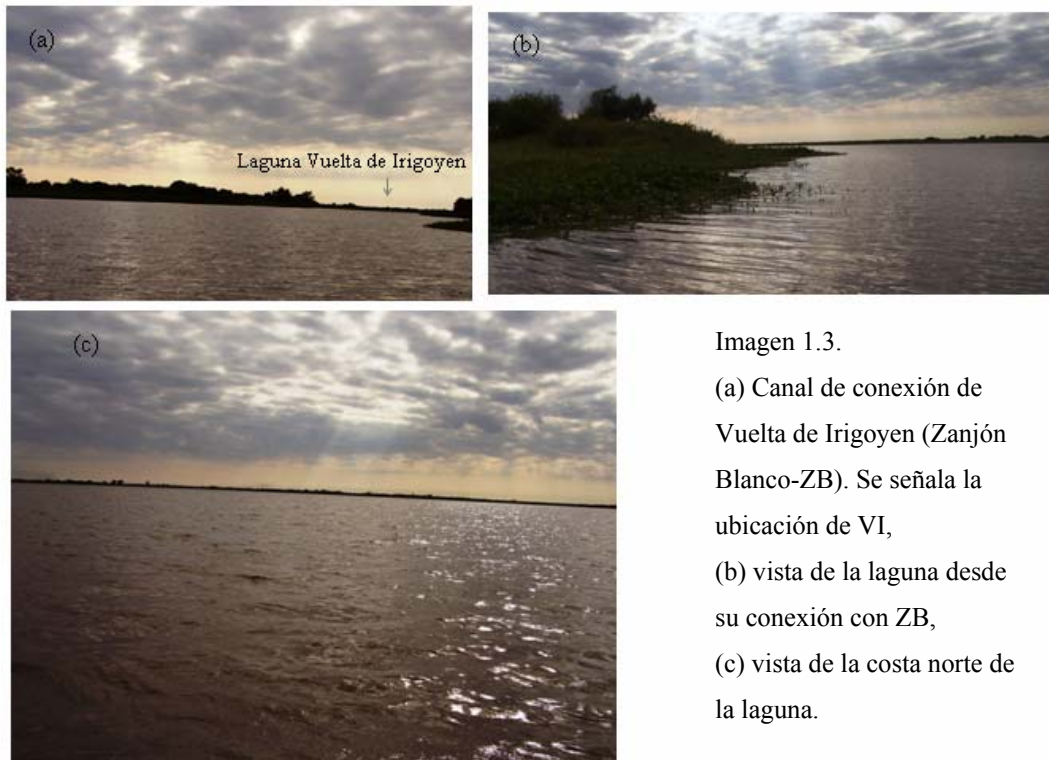 (a)
Laguna Vuelta de Irigoyen
(b)
(c)
Imagen 1.3.
(a) Canal de conexión de
Vuelta de Irigoyen (Zanjón
Blanco-ZB). Se señala la
ubicación de VI,
(b) vista de la laguna desde
su conexión con ZB,
(c) vista de la costa norte de
la laguna.